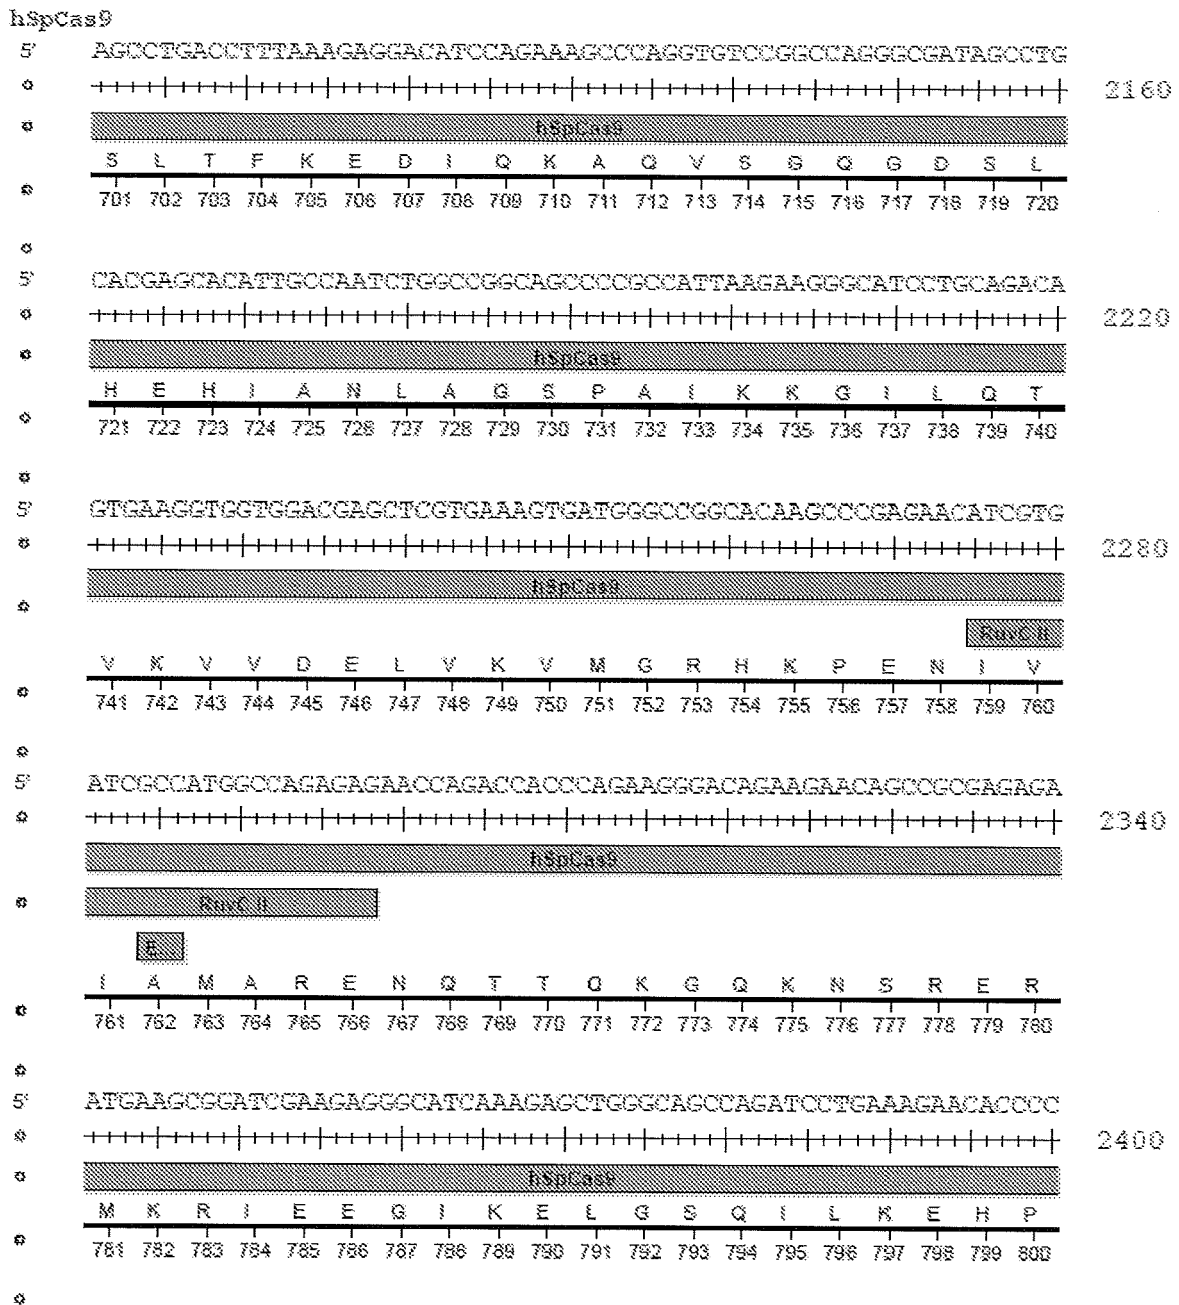 hSpCas9
5' AGCCTGACCTTTAAAGAGGACATCCAGAAAGCCCAGGTGTCCGGCCAGGGCGATAGCCTG
2160
hSpCas9
S L T F K E D I Q K A Q V S G Q G D S L
701 702 703 704 705 706 707 708 709 710 711 712 713 714 715 716 717 718 719 720
5' CACGAGCACATTGCCAATCTGGCCGGCAGCCCCGCCATTAAGAAGGGCATCCTGCAGACA
2220
hSpCas9
H E H I A N L A G S P A I K K G I L Q T
721 722 723 724 725 726 727 728 729 730 731 732 733 734 735 736 737 738 739 740
5' GTGAAGGTGGTGGACGAGCTCGTGAAAGTGATGGGCCGGCACAAGCCCGAGAACATCGTG
2280
hSpCas9
RuvC II
V K V V D E L V K V M G R H K P E N I V
741 742 743 744 745 746 747 748 749 750 751 752 753 754 755 756 757 758 759 760
5' ATCGCCATGGCCAGAGAGAACCAGACCACCCAGAAGGGACAGAAGAACAGCCGCGAGAGA
2340
hSpCas9
RuvC II
E...
I A M A R E N Q T T Q K G Q K N S R E R
761 762 763 764 765 766 767 768 769 770 771 772 773 774 775 776 777 778 779 780
5' ATGAAGCGGATCGAAGAGGGCATCAAAGAGCTGGGCAGCCAGATCCTGAAAGAACACCCC
2400
hSpCas9
M K R I E E G I K E L G S Q I L K E H P
781 782 783 784 785 786 787 788 789 790 791 792 793 794 795 796 797 798 799 800